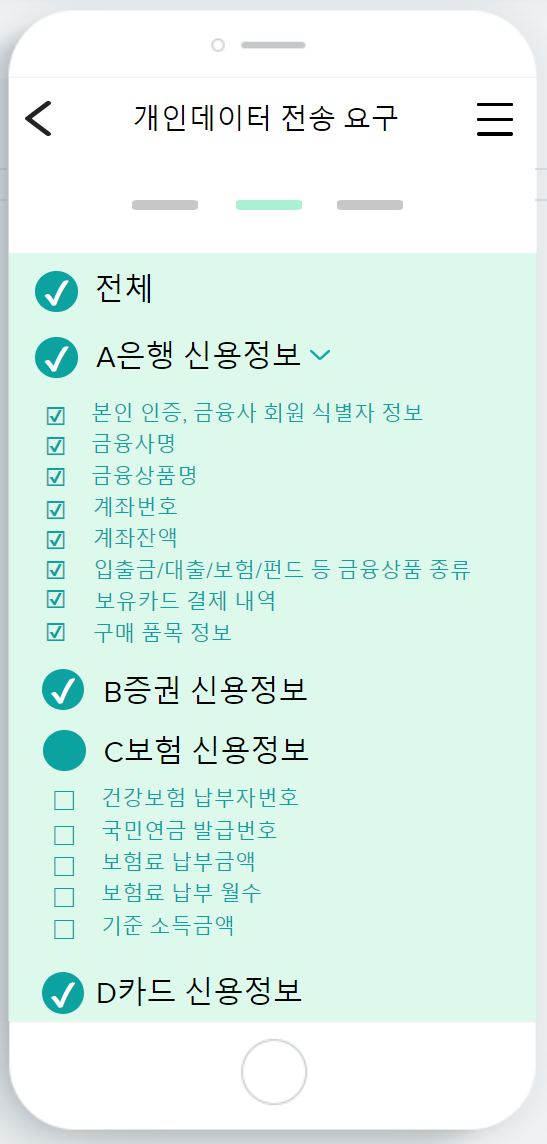 개인데이터 전송 요구
전체
A은행 신용정보
본인 인증, 금융사 회원 식별자 정보
금융사명
금융상품명
계좌번호
계좌잔액
입출금/대출/보험/펀드 등 금융상품 종류
보유카드 결제 내역
구매 품목 정보
B증권 신용정보
C보험 신용정보
건강보험 납부자번호
국민연금 발급번호
보험료 납부금액
보험료 납부 월수
기준 소득금액
D카드 신용정보